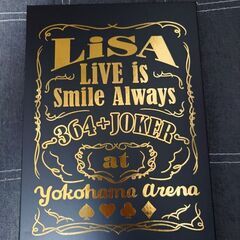 LiSA
LiVE is
Smile Always
364+JOKER
at
Yokohama Arena